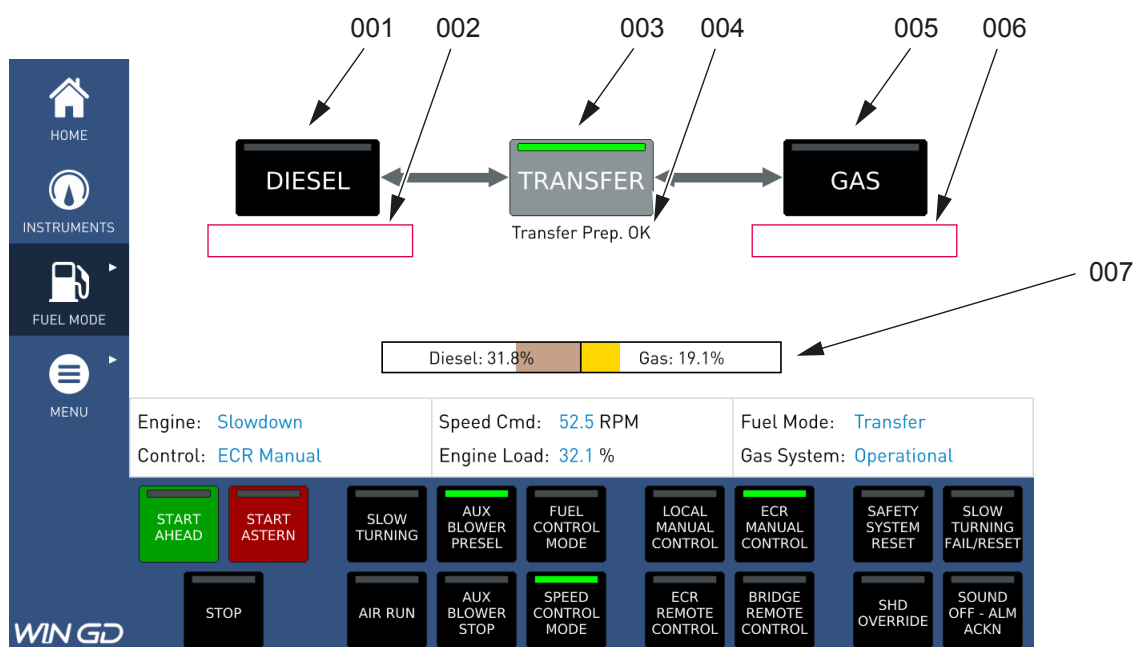 001
002
003
004
005
006
HOME
DIESEL
TRANSFER
GAS
INSTRUMENTS
Transfer Prep. OK
007
FUEL MODE
Diesel: 31.8%
Gas: 19.1%
MENU
Engine: Slowdown
Speed Cmd: 52.5 RPM
Fuel Mode: Transfer
Control: ECR Manual
Engine Load: 32.1 %
Gas System: Operational
START
AHEAD
START
ASTERN
SLOW
TURNING
AUX
BLOWER
PRESEL
FUEL
CONTROL
MODE
LOCAL
MANUAL
CONTROL
ECR
MANUAL
CONTROL
SAFETY
SYSTEM
RESET
SLOW
TURNING
FAIL/RESET
STOP
AIR RUN
AUX
BLOWER
STOP
SPEED
CONTROL
MODE
ECR
REMOTE
CONTROL
BRIDGE
REMOTE
CONTROL
SHD
OVERRIDE
SOUND
OFF - ALM
ACKN
WIN GD